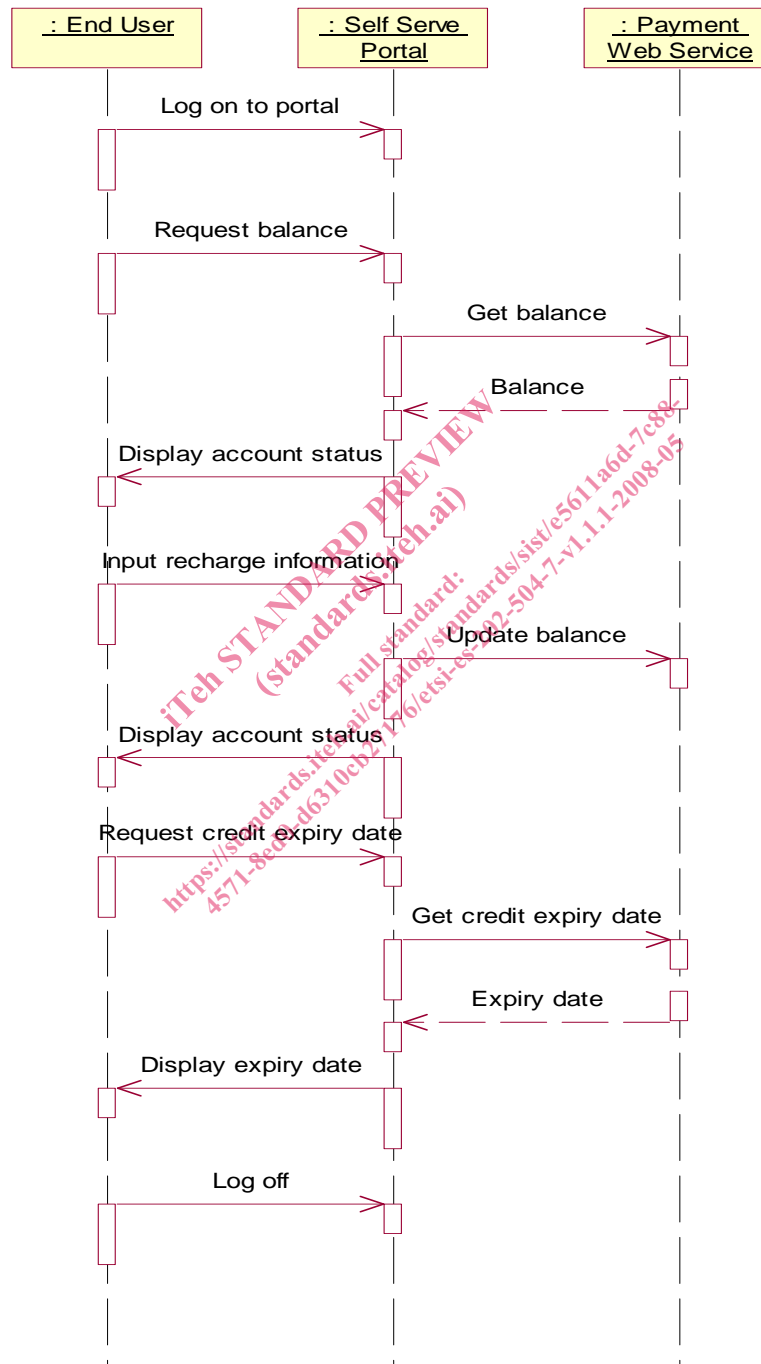 : End User
: Self Serve
Portal
: Payment
Web Service
Log on to portal
Request balance
Get balance
Balance
Display account status
Input recharge information
Update balance
Display account status
Request credit expiry date
Get credit expiry date
Expiry date
Display expiry date
Log off
iTeh STANDARD PREVIEW
(standards.iteh.ai)
Full standard:
https://standards.iteh.ai/catalog/standards/sist/e5611a6d-7c88-
4571-8ed0-d6310cb27176/etsi-es-202-504-7-v1.1.1-2008-05